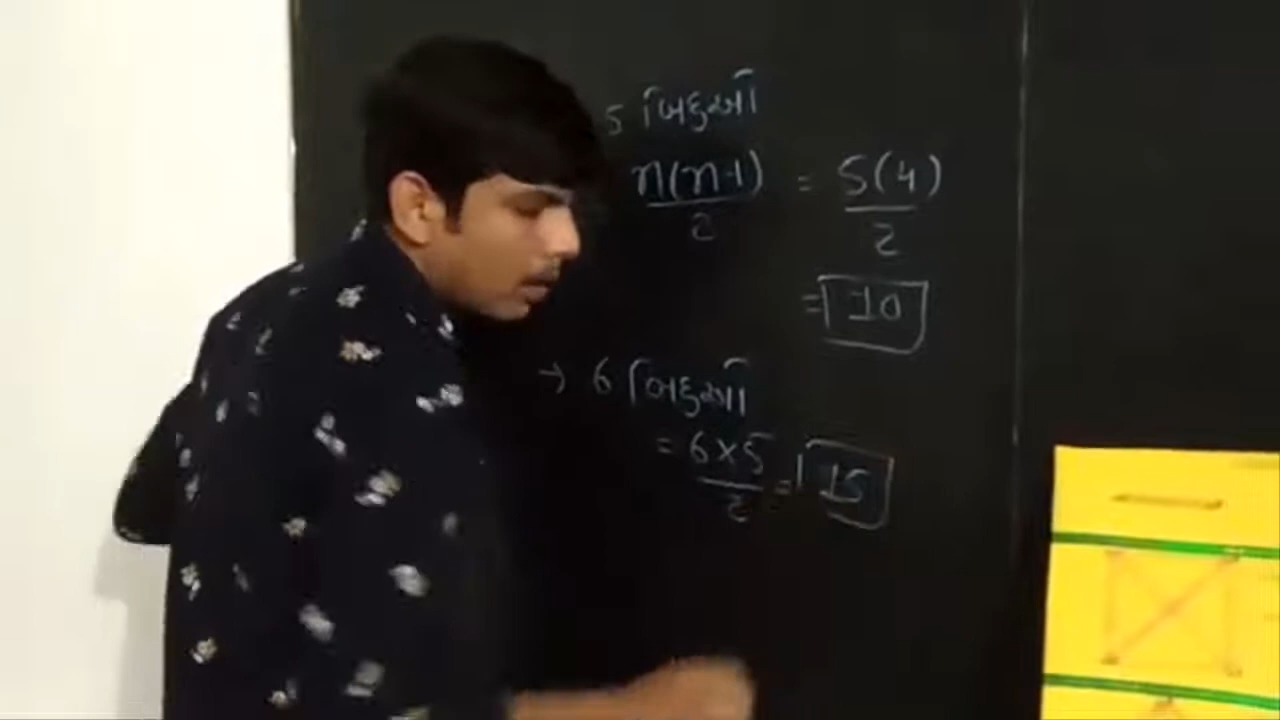 5 બિંદુઓ
n(n-1)/2 = 5(4)/2
= 10
→ 6 બિંદુઓ
= 6×5/2 = 15